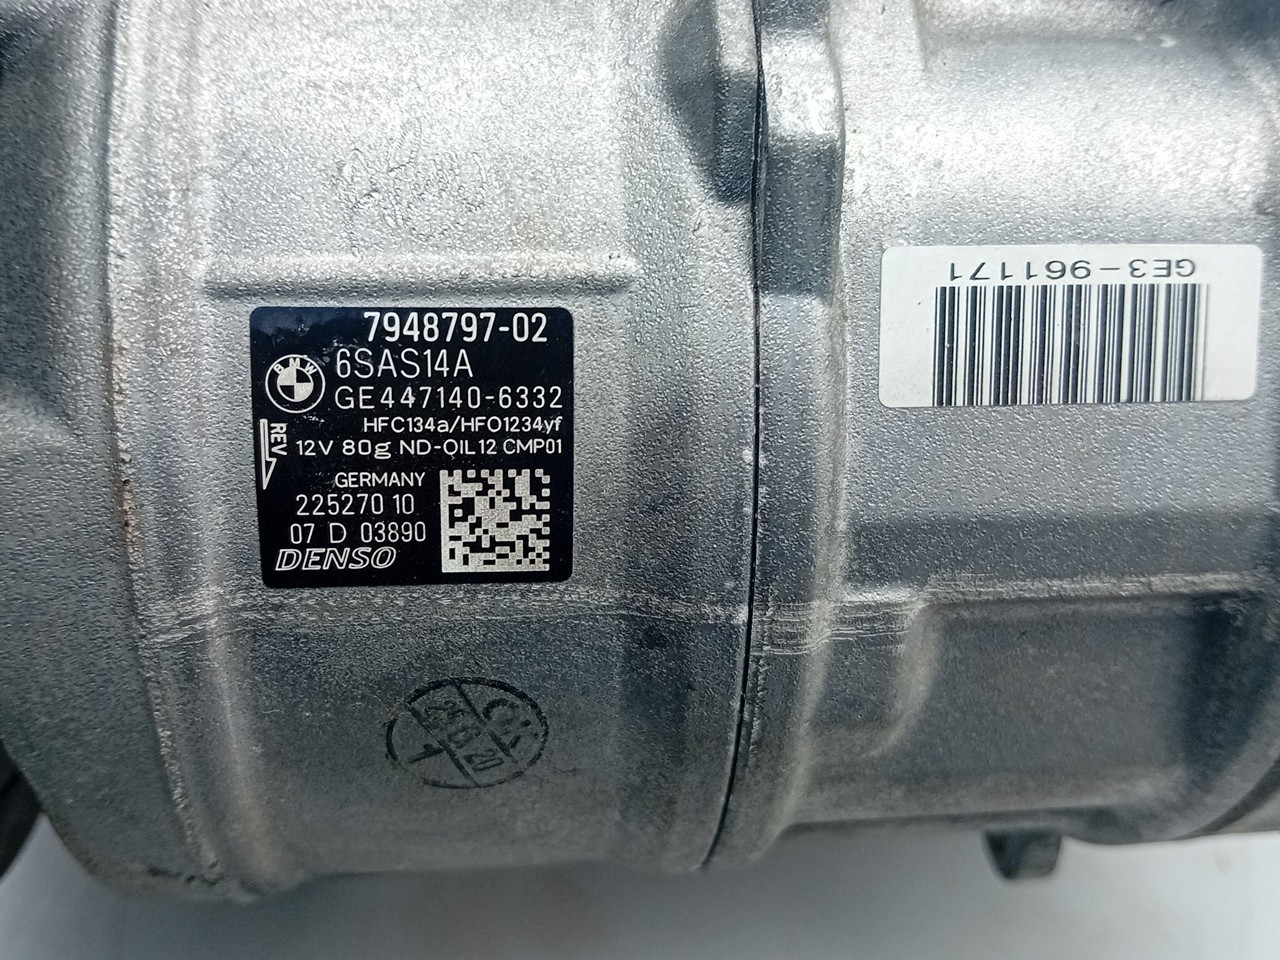 7948797-02
BMW
6SAS14A
GE447140-6332
HFC134a/HFO1234yf
REV
12V 80g ND-OIL12 CMP01
GERMANY
225270 10
07 D 03890
DENSO
GE3-961171